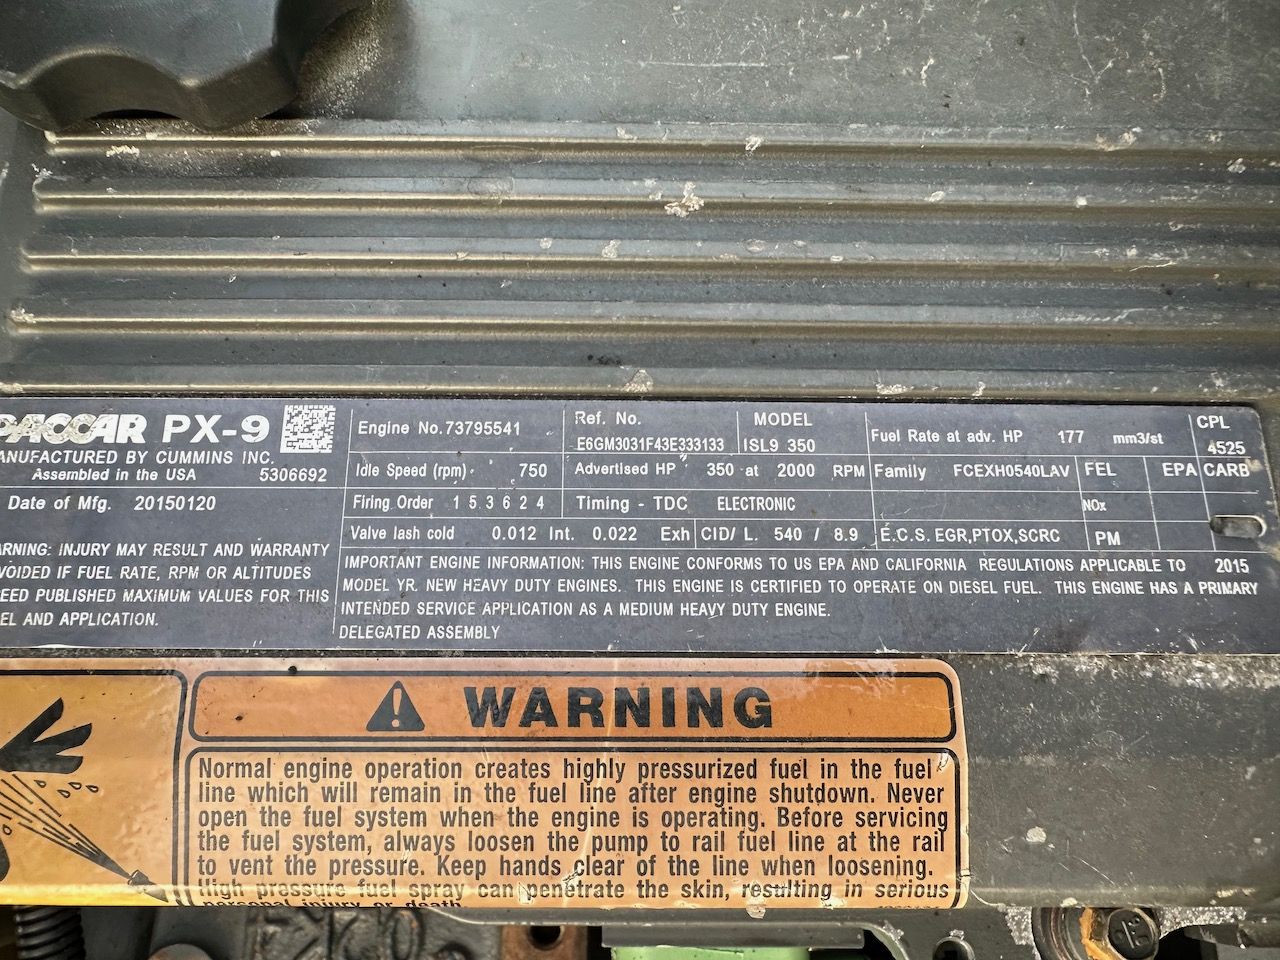 PACCAR PX-9
ANUFACTURED BY CUMMINS INC.
Assembled in the USA 5306692
Date of Mfg. 20150120
ARNING: INJURY MAY RESULT AND WARRANTY
VOIDED IF FUEL RATE, RPM OR ALTITUDES
EED PUBLISHED MAXIMUM VALUES FOR THIS
EL AND APPLICATION.
Engine No. 73795541
Ref. No.
E6GM3031F43E333133
MODEL
ISL9 350
Fuel Rate at adv. HP 177 mm3/st
CPL
4525
Idle Speed (rpm) 750
Advertised HP 350 at 2000 RPM
Family FCEXH0540LAV
FEL EPA CARB
Firing Order 1 5 3 6 2 4
Timing - TDC ELECTRONIC
NOx
Valve lash cold 0.012 Int. 0.022 Exh
CID/ L. 540 / 8.9
E.C.S. EGR,PTOX,SCRC
PM
IMPORTANT ENGINE INFORMATION: THIS ENGINE CONFORMS TO US EPA AND CALIFORNIA REGULATIONS APPLICABLE TO 2015
MODEL YR. NEW HEAVY DUTY ENGINES. THIS ENGINE IS CERTIFIED TO OPERATE ON DIESEL FUEL. THIS ENGINE HAS A PRIMARY
INTENDED SERVICE APPLICATION AS A MEDIUM HEAVY DUTY ENGINE.
DELEGATED ASSEMBLY
WARNING
Normal engine operation creates highly pressurized fuel in the fuel
line which will remain in the fuel line after engine shutdown. Never
open the fuel system when the engine is operating. Before servicing
the fuel system, always loosen the pump to rail fuel line at the rail
to vent the pressure. Keep hands clear of the line when loosening.
High pressure fuel spray can penetrate the skin, resulting in serious
personal injury or death.